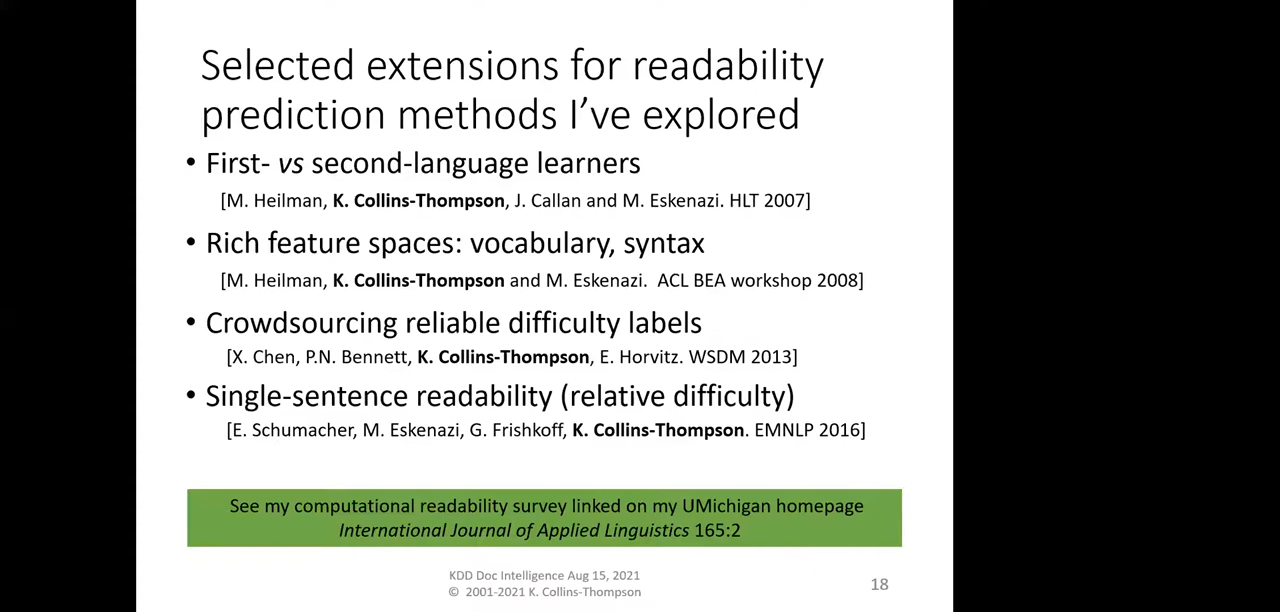 Selected extensions for readability
prediction methods I've explored
• First- vs second-language learners
[M. Heilman, K. Collins-Thompson, J. Callan and M. Eskenazi. HLT 2007]
• Rich feature spaces: vocabulary, syntax
[M. Heilman, K. Collins-Thompson and M. Eskenazi.  ACL BEA workshop 2008]
• Crowdsourcing reliable difficulty labels
[X. Chen, P.N. Bennett, K. Collins-Thompson, E. Horvitz. WSDM 2013]
• Single-sentence readability (relative difficulty)
[E. Schumacher, M. Eskenazi, G. Frishkoff, K. Collins-Thompson. EMNLP 2016]
See my computational readability survey linked on my UMichigan homepage
International Journal of Applied Linguistics 165:2
KDD Doc Intelligence Aug 15, 2021
© 2001-2021 K. Collins-Thompson
18